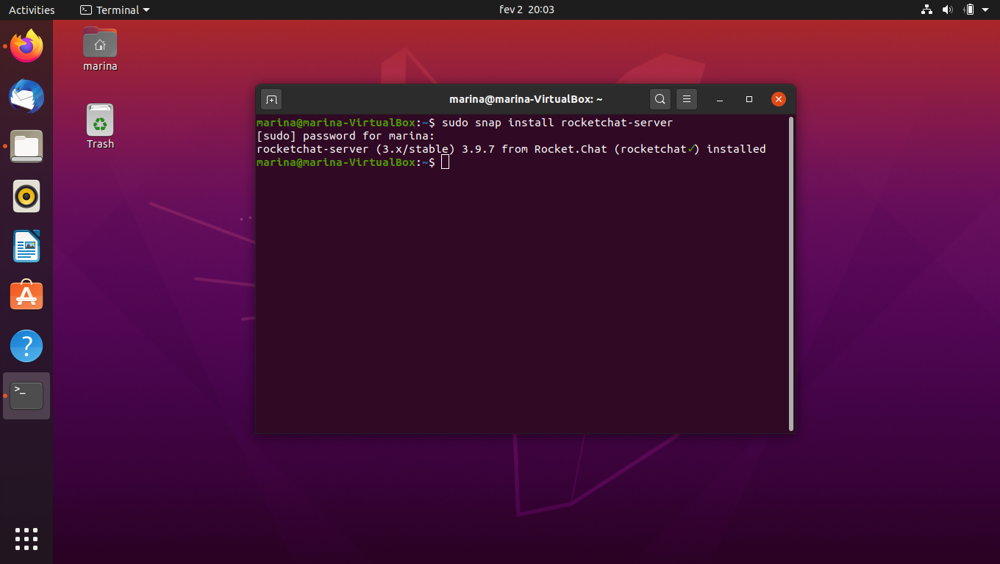 Activities
Terminal
fev 2 20:03
marina
Trash
marina@marina-VirtualBox: ~
marina@marina-VirtualBox:~$ sudo snap install rocketchat-server
[sudo] password for marina:
rocketchat-server (3.x/stable) 3.9.7 from Rocket.Chat (rocketchat✓) installed
marina@marina-VirtualBox:~$